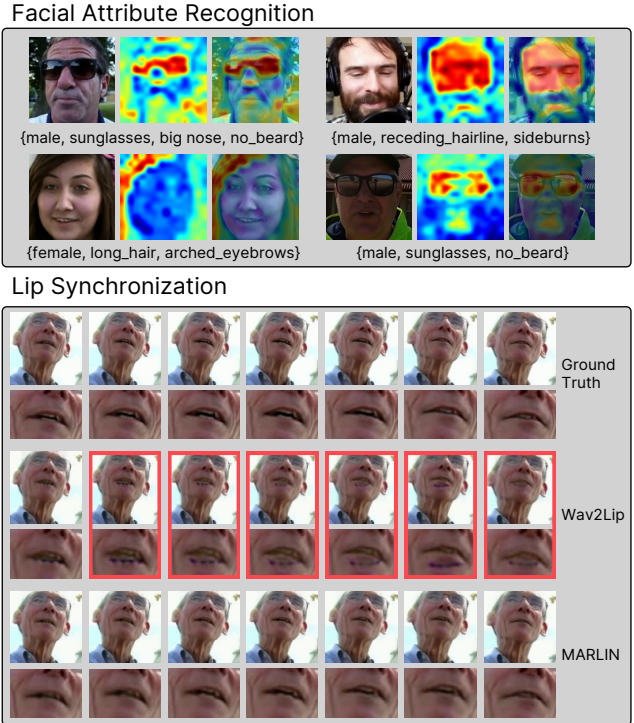 Facial Attribute Recognition
{male, sunglasses, big nose, no_beard}
{male, receding_hairline, sideburns}
{female, long_hair, arched_eyebrows}
{male, sunglasses, no_beard}
Lip Synchronization
Ground
Truth
Wav2Lip
MARLIN